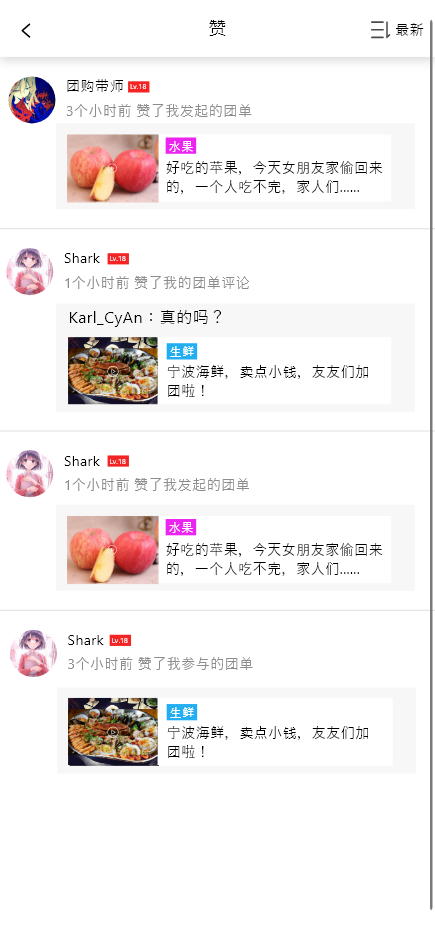 赞
最新
团购带师 Lv.18
3个小时前 赞了我发起的团单
水果
好吃的苹果，今天女朋友家偷回来
的，一个人吃不完，家人们......
Shark Lv.18
1个小时前 赞了我的团单评论
Karl_CyAn：真的吗？
生鲜
宁波海鲜，卖点小钱，友友们加
团啦！
Shark Lv.18
1个小时前 赞了我发起的团单
水果
好吃的苹果，今天女朋友家偷回来
的，一个人吃不完，家人们......
Shark Lv.18
3个小时前 赞了我参与的团单
生鲜
宁波海鲜，卖点小钱，友友们加
团啦！